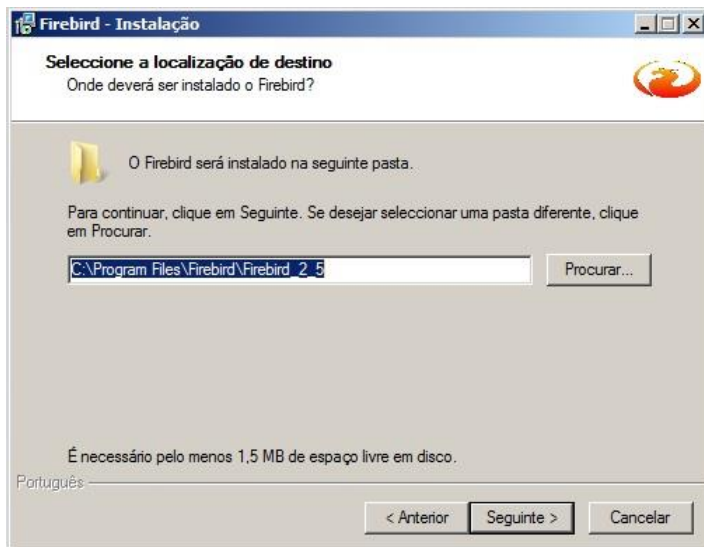 Firebird - Instalação
Seleccione a localização de destino
Onde deverá ser instalado o Firebird?
O Firebird será instalado na seguinte pasta.
Para continuar, clique em Seguinte. Se desejar seleccionar uma pasta diferente, clique
em Procurar.
C:\Program Files\Firebird\Firebird_2_5
Procurar...
É necessário pelo menos 1,5 MB de espaço livre em disco.
Português
< Anterior
Seguinte >
Cancelar